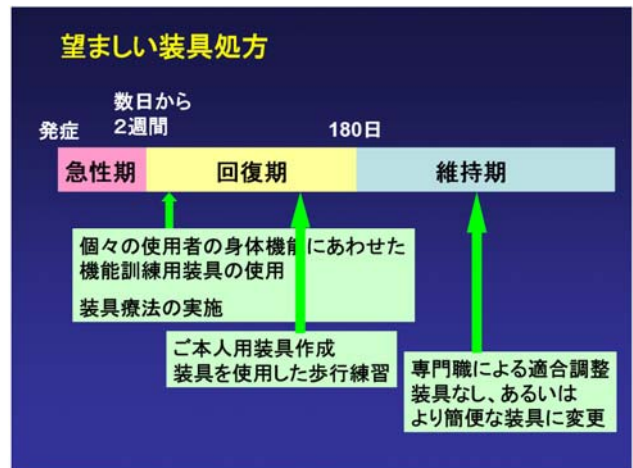 望ましい装具処方
数日から
発症 2週間 180日
急性期 回復期 維持期
個々の使用者の身体機能にあわせた
機能訓練用装具の使用
装具療法の実施
ご本人用装具作成
装具を使用した歩行練習
専門職による適合調整
装具なし、あるいは
より簡便な装具に変更